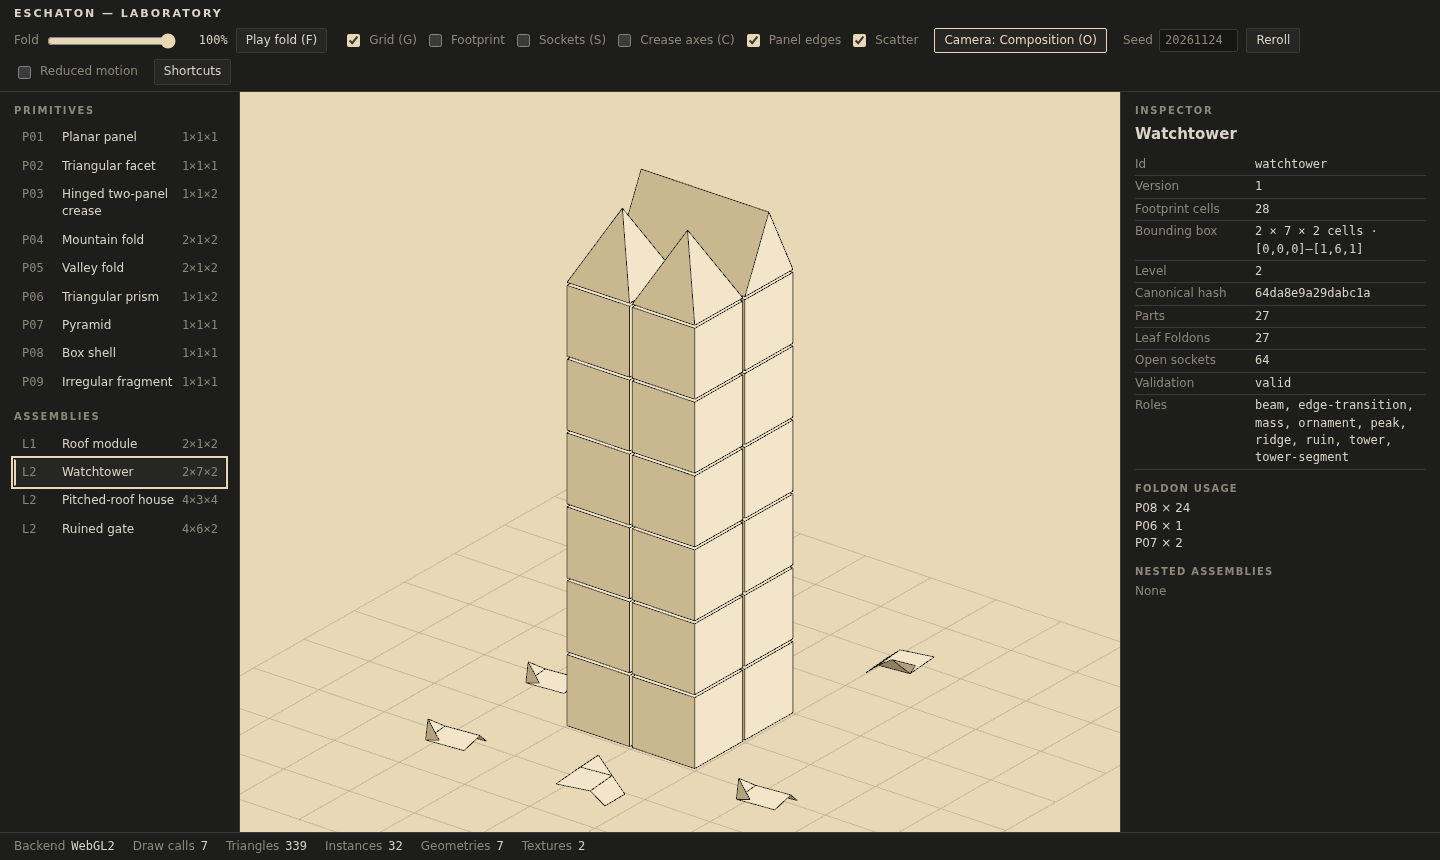 ESCHATON — LABORATORY
Fold 100% Play fold (F) Grid (G) Footprint Sockets (S) Crease axes (C) Panel edges Scatter Camera: Composition (O) Seed 20261124 Reroll
Reduced motion Shortcuts
PRIMITIVES
P01 Planar panel 1×1×1
P02 Triangular facet 1×1×1
P03 Hinged two-panel 1×1×2
crease
P04 Mountain fold 2×1×2
P05 Valley fold 2×1×2
P06 Triangular prism 1×1×2
P07 Pyramid 1×1×1
P08 Box shell 1×1×1
P09 Irregular fragment 1×1×1
ASSEMBLIES
L1 Roof module 2×1×2
L2 Watchtower 2×7×2
L2 Pitched-roof house 4×3×4
L2 Ruined gate 4×6×2
INSPECTOR
Watchtower
Id watchtower
Version 1
Footprint cells 28
Bounding box 2 × 7 × 2 cells ·
[0,0,0]–[1,6,1]
Level 2
Canonical hash 64da8e9a29dabc1a
Parts 27
Leaf Foldons 27
Open sockets 64
Validation valid
Roles beam, edge-transition,
mass, ornament, peak,
ridge, ruin, tower,
tower-segment
FOLDON USAGE
P08 × 24
P06 × 1
P07 × 2
NESTED ASSEMBLIES
None
Backend WebGL2 Draw calls 7 Triangles 339 Instances 32 Geometries 7 Textures 2